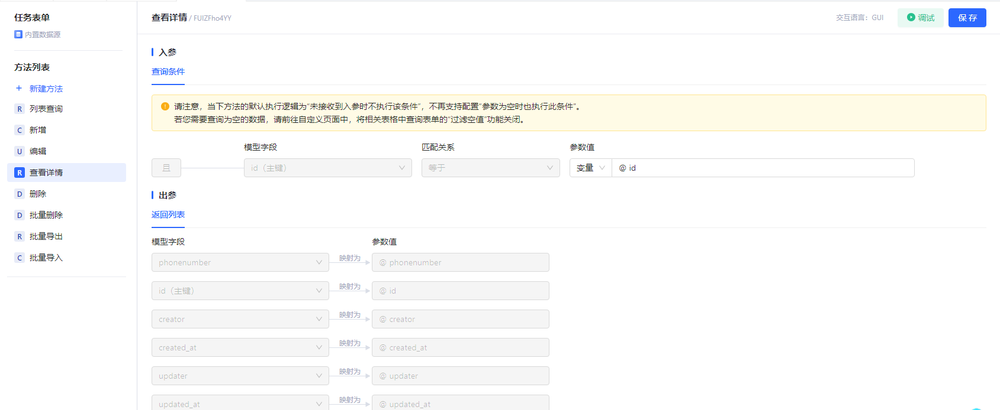 任务表单
内置数据源
方法列表
+ 新建方法
R 列表查询
C 新增
U 编辑
R 查看详情
D 删除
D 批量删除
R 批量导出
C 批量导入
查看详情 / FUIZFho4YY
交互语言：GUI
调试
保 存
入参
查询条件
请注意，当下方法的默认执行逻辑为“未接收到入参时不执行该条件”，不再支持配置“参数为空时也执行此条件”。
若您需要查询为空的数据，请前往自定义页面中，将相关表格中查询表单的“过滤空值”功能关闭。
模型字段 匹配关系 参数值
且 id（主键） 等于 变量 @ id
出参
返回列表
模型字段 参数值
phonenumber 映射为 @ phonenumber
id（主键） 映射为 @ id
creator 映射为 @ creator
created_at 映射为 @ created_at
updater 映射为 @ updater
updated_at 映射为 @ updated_at